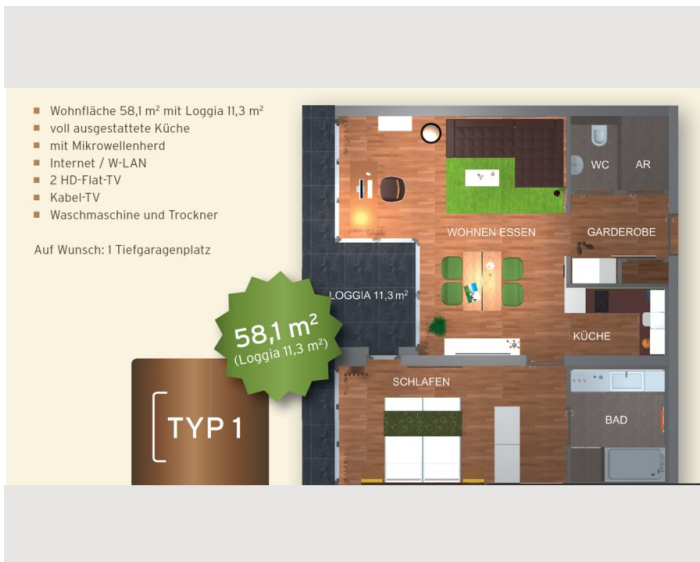 Wohnfläche 58,1 m² mit Loggia 11,3 m²
voll ausgestattete Küche
mit Mikrowellenherd
Internet / W-LAN
2 HD-Flat-TV
Kabel-TV
Waschmaschine und Trockner
Auf Wunsch: 1 Tiefgaragenplatz
58,1 m²
(Loggia 11,3 m²)
TYP 1
WC
AR
WOHNEN ESSEN
GARDEROBE
LOGGIA 11,3 m²
KÜCHE
SCHLAFEN
BAD